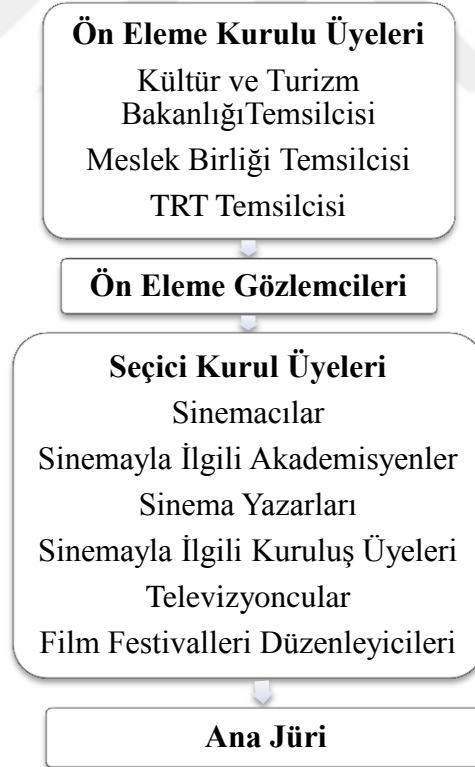 Ön Eleme Kurulu Üyeleri
Kültür ve Turizm
BakanlığıTemsilcisi
Meslek Birliği Temsilcisi
TRT Temsilcisi
Ön Eleme Gözlemcileri
Seçici Kurul Üyeleri
Sinemacılar
Sinemayla İlgili Akademisyenler
Sinema Yazarları
Sinemayla İlgili Kuruluş Üyeleri
Televizyoncular
Film Festivalleri Düzenleyicileri
Ana Jüri